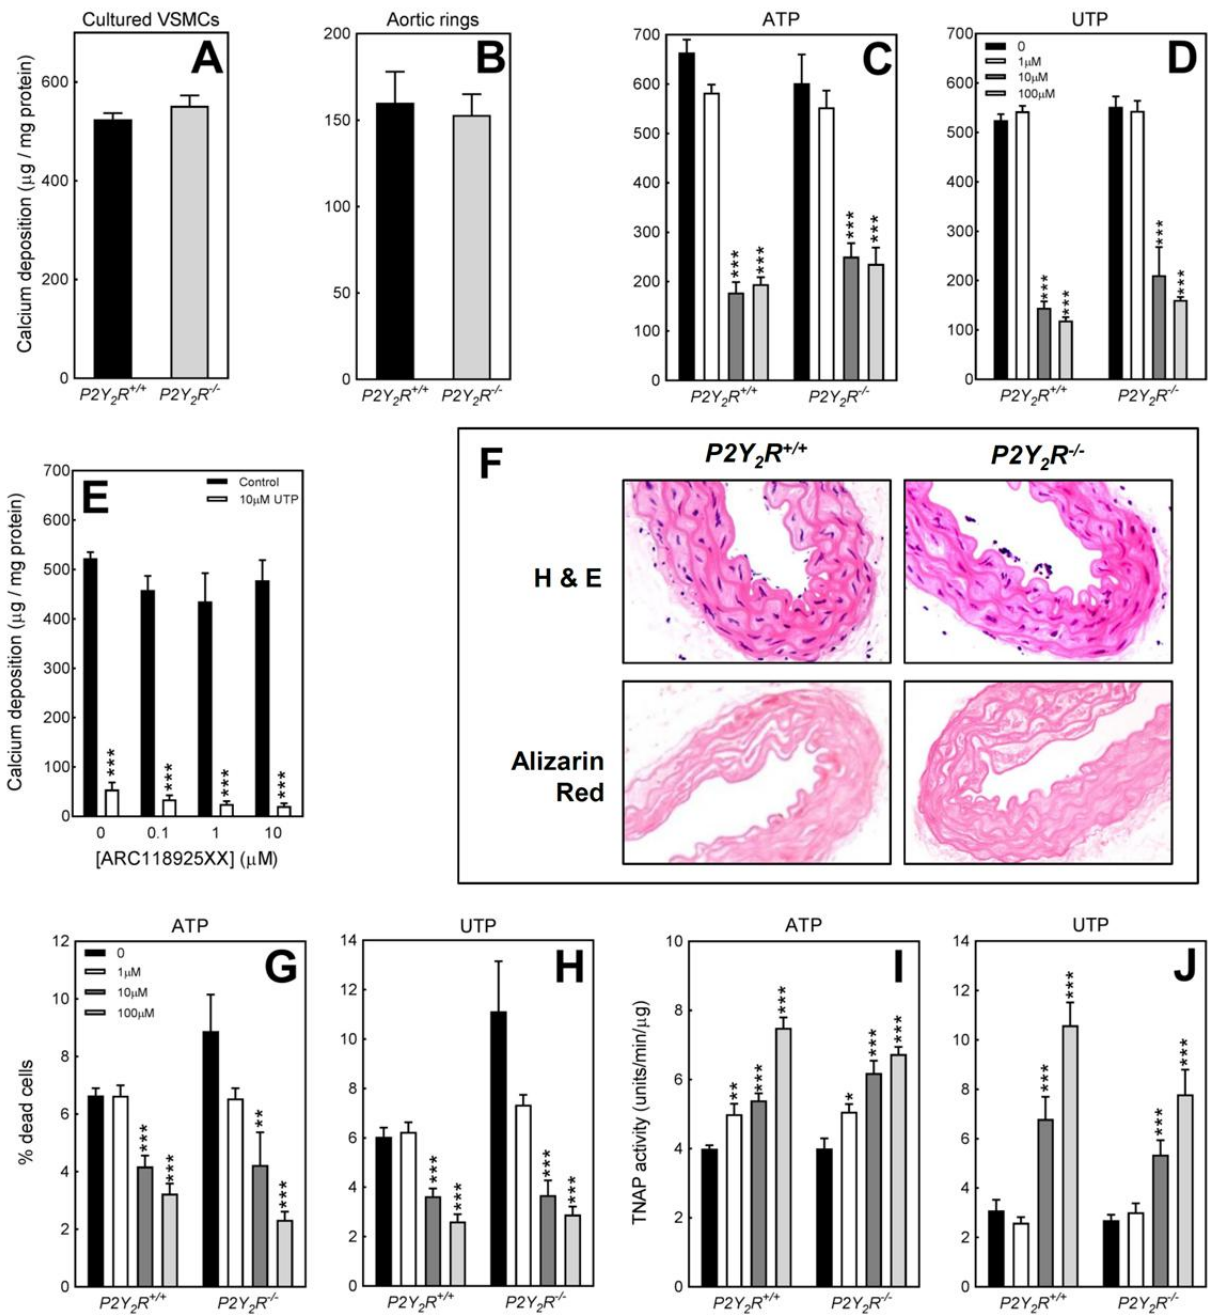 Cultured VSMCs
A
Calcium deposition (μg / mg protein)
600
400
200
0
P2Y₂R⁺/⁺ P2Y₂R⁻/⁻
Aortic rings
B
200
150
100
50
0
P2Y₂R⁺/⁺ P2Y₂R⁻/⁻
ATP
C
700
600
500
400
300
200
100
0
*** *** *** ***
P2Y₂R⁺/⁺ P2Y₂R⁻/⁻
UTP
D
0
1μM
10μM
100μM
700
600
500
400
300
200
100
0
*** *** *** ***
P2Y₂R⁺/⁺ P2Y₂R⁻/⁻
E
Control
10μM UTP
Calcium deposition (μg / mg protein)
700
600
500
400
300
200
100
0
*** *** *** ***
0 0.1 1 10
[ARC118925XX] (μM)
F
P2Y₂R⁺/⁺ P2Y₂R⁻/⁻
H & E
Alizarin
Red
ATP
G
0
1μM
10μM
100μM
% dead cells
12
10
8
6
4
2
0
*** *** ** ***
P2Y₂R⁺/⁺ P2Y₂R⁻/⁻
UTP
H
14
12
10
8
6
4
2
0
*** *** *** ***
P2Y₂R⁺/⁺ P2Y₂R⁻/⁻
ATP
I
TNAP activity (units/min/μg)
10
8
6
4
2
0
** *** *** * *** ***
P2Y₂R⁺/⁺ P2Y₂R⁻/⁻
UTP
J
14
12
10
8
6
4
2
0
*** *** *** ***
P2Y₂R⁺/⁺ P2Y₂R⁻/⁻